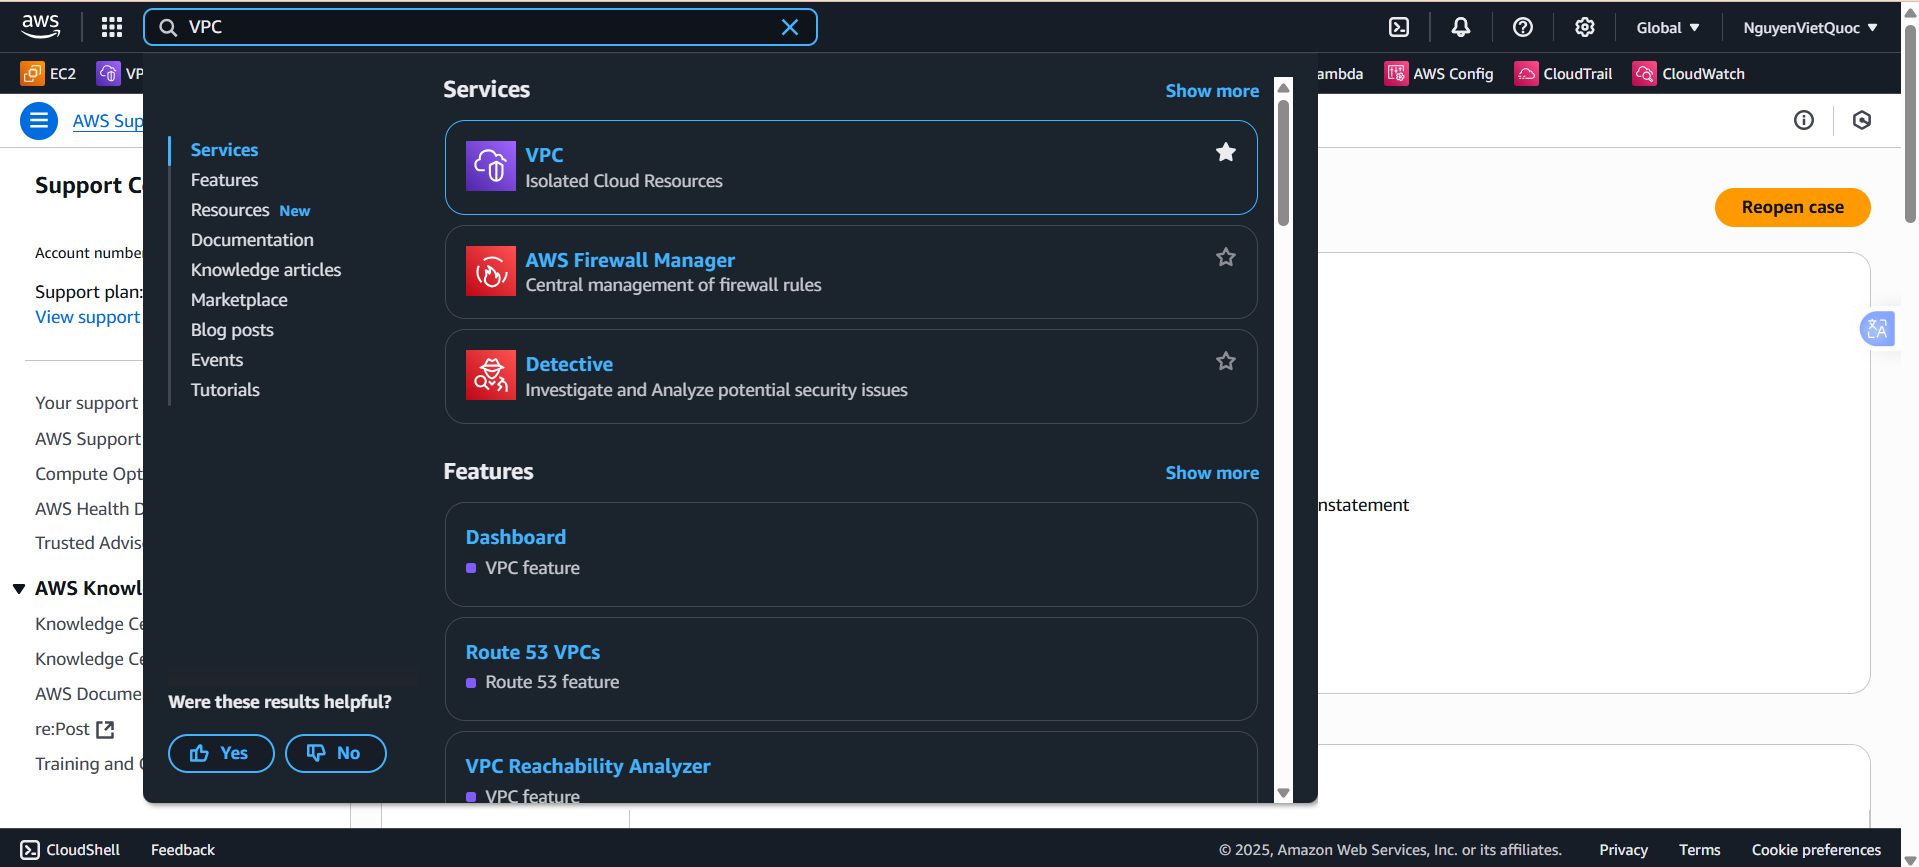 aws
VPC
Global
NguyenVietQuoc
EC2
VP
ambda
AWS Config
CloudTrail
CloudWatch
AWS Sup
Services
Features
Resources New
Documentation
Knowledge articles
Marketplace
Blog posts
Events
Tutorials
Were these results helpful?
Yes
No
Services
Show more
VPC
Isolated Cloud Resources
AWS Firewall Manager
Central management of firewall rules
Detective
Investigate and Analyze potential security issues
Features
Show more
Dashboard
VPC feature
Route 53 VPCs
Route 53 feature
VPC Reachability Analyzer
VPC feature
Support C
Account number
Support plan:
View support
Your support
AWS Support
Compute Opt
AWS Health D
Trusted Advis
AWS Knowl
Knowledge Ce
Knowledge Ce
AWS Docume
re:Post
Training and
Reopen case
nstatement
CloudShell
Feedback
© 2025, Amazon Web Services, Inc. or its affiliates.
Privacy
Terms
Cookie preferences